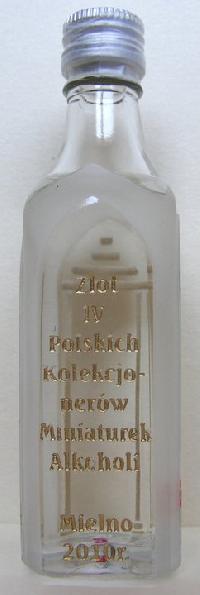 Zlot
IV
Polskich
Kolekcjo-
nerów
Miniaturek
Alkoholi
Mielno
2010r.